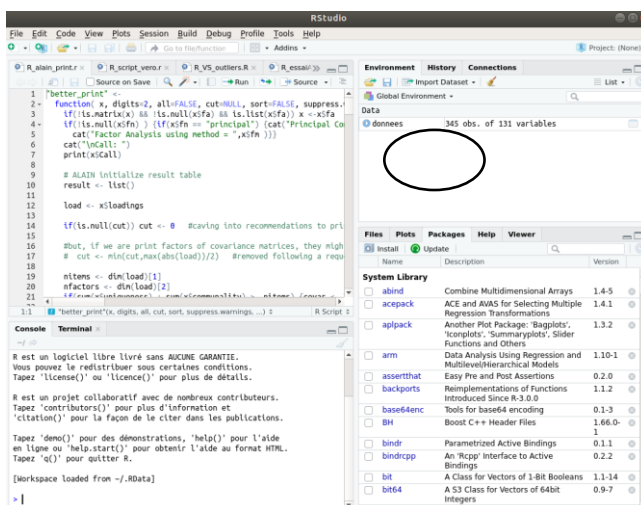 RStudio
File Edit Code View Plots Session Build Debug Profile Tools Help
Go to file/function Addins Project: (None)
R_alain_print.r × R_script_vero.r × R_VS_outliers.R × R_essai
Source on Save Run Source
1 "better_print" <-
2 function( x, digits=2, all=FALSE, cut=NULL, sort=FALSE, suppress.
3 if(!is.matrix(x) && !is.null(x$fa) && is.list(x$fa)) x <-x$fa
4 if(!is.null(x$fn) ) {if(x$fn == "principal") {cat("Principal Co
5 cat("Factor Analysis using method = ",x$fm )}}
6 cat("\nCall: ")
7 print(x$Call)
8
9 # ALAIN initialize result table
10 result <- list()
11
12 load <- x$loadings
13
14 if(is.null(cut)) cut <- 0 #caving into recommendations to pri
15
16 #but, if we print factors of covariance matrices, they migh
17 # cut <- min(cut,max(abs(load))/2) #removed following a requ
18
19 nitems <- dim(load)[1]
20 nfactors <- dim(load)[2]
21 if(sum(x$uniqueness) + sum(x$communality) > nitems) {covar <-
1:1 "better_print"(x, digits, all, cut, sort, suppress.warnings, ...) R Script
Console Terminal ×
~/
R est un logiciel libre livré sans AUCUNE GARANTIE.
Vous pouvez le redistribuer sous certaines conditions.
Tapez 'license()' ou 'licence()' pour plus de détails.
R est un projet collaboratif avec de nombreux contributeurs.
Tapez 'contributors()' pour plus d'information et
'citation()' pour la façon de le citer dans les publications.
Tapez 'demo()' pour des démonstrations, 'help()' pour l'aide
en ligne ou 'help.start()' pour obtenir l'aide au format HTML.
Tapez 'q()' pour quitter R.
[Workspace loaded from ~/.RData]
>
Environment History Connections
Import Dataset List
Global Environment
Data
donnees 345 obs. of 131 variables
Files Plots Packages Help Viewer
Install Update
Name Description Version
System Library
abind Combine Multidimensional Arrays 1.4-5
acepack ACE and AVAS for Selecting Multiple Regression Transformations 1.4.1
aplpack Another Plot Package: 'Bagplots', 'Iconplots', 'Summaryplots', Slider Functions and Others 1.3.2
arm Data Analysis Using Regression and Multilevel/Hierarchical Models 1.10-1
assertthat Easy Pre and Post Assertions 0.2.0
backports Reimplementations of Functions Introduced Since R-3.0.0 1.1.2
base64enc Tools for base64 encoding 0.1-3
BH Boost C++ Header Files 1.66.0-1
bindr Parametrized Active Bindings 0.1.1
bindrcpp An 'Rcpp' Interface to Active Bindings 0.2.2
bit A Class for Vectors of 1-Bit Booleans 1.1-14
bit64 A S3 Class for Vectors of 64bit Integers 0.9-7